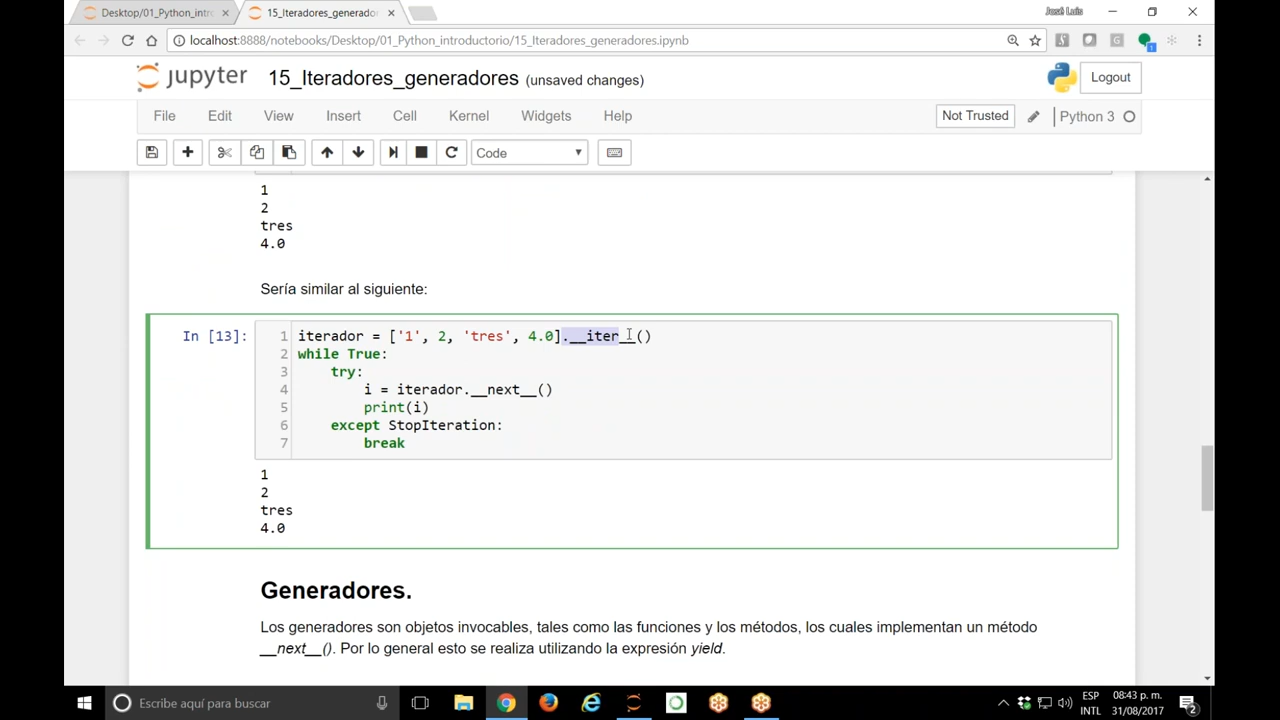 Desktop/01_Python_intro
15_Iteradores_generador
José Luis
localhost:8888/notebooks/Desktop/01_Python_introductorio/15_Iteradores_generadores.ipynb
jupyter 15_Iteradores_generadores (unsaved changes)
Logout
File Edit View Insert Cell Kernel Widgets Help
Not Trusted
Python 3
Code
1
2
tres
4.0
Sería similar al siguiente:
In [13]:
1 iterador = ['1', 2, 'tres', 4.0].__iter__()
2 while True:
3     try:
4         i = iterador.__next__()
5         print(i)
6     except StopIteration:
7         break
1
2
tres
4.0
Generadores.
Los generadores son objetos invocables, tales como las funciones y los métodos, los cuales implementan un método
__next__(). Por lo general esto se realiza utilizando la expresión yield.
Escribe aquí para buscar
ESP
INTL
08:43 p. m.
31/08/2017
2